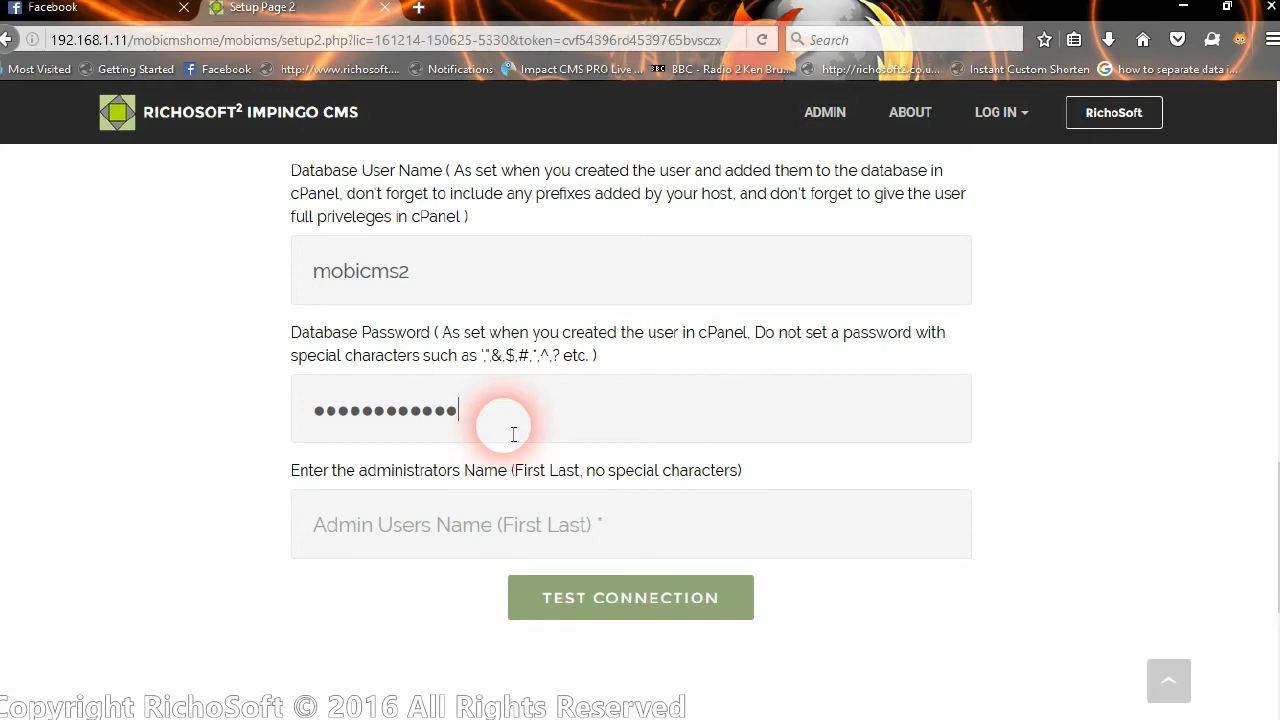 Facebook
Setup Page 2
192.168.1.11/mobicmshome/mobicms/setup2.php?lic=161214-150625-5330&token=cvf54396rd4539765bvsczx
Search
Most Visited
Getting Started
Facebook
http://www.richosoft....
Notifications
Impact CMS PRO Live ...
BBC - Radio 2 Ken Bru...
http://richosoft2.co.u...
Instant Custom Shorten
how to separate data i...
RICHOSOFT² IMPINGO CMS
ADMIN
ABOUT
LOG IN
RichoSoft
Database User Name ( As set when you created the user and added them to the database in
cPanel, don't forget to include any prefixes added by your host, and don't forget to give the user
full priveleges in cPanel )
mobicms2
Database Password ( As set when you created the user in cPanel, Do not set a password with
special characters such as ',",&,$,#,*,^,? etc. )
••••••••••••
Enter the administrators Name (First Last, no special characters)
Admin Users Name (First Last) *
TEST CONNECTION
Copyright RichoSoft © 2016 All Rights Reserved